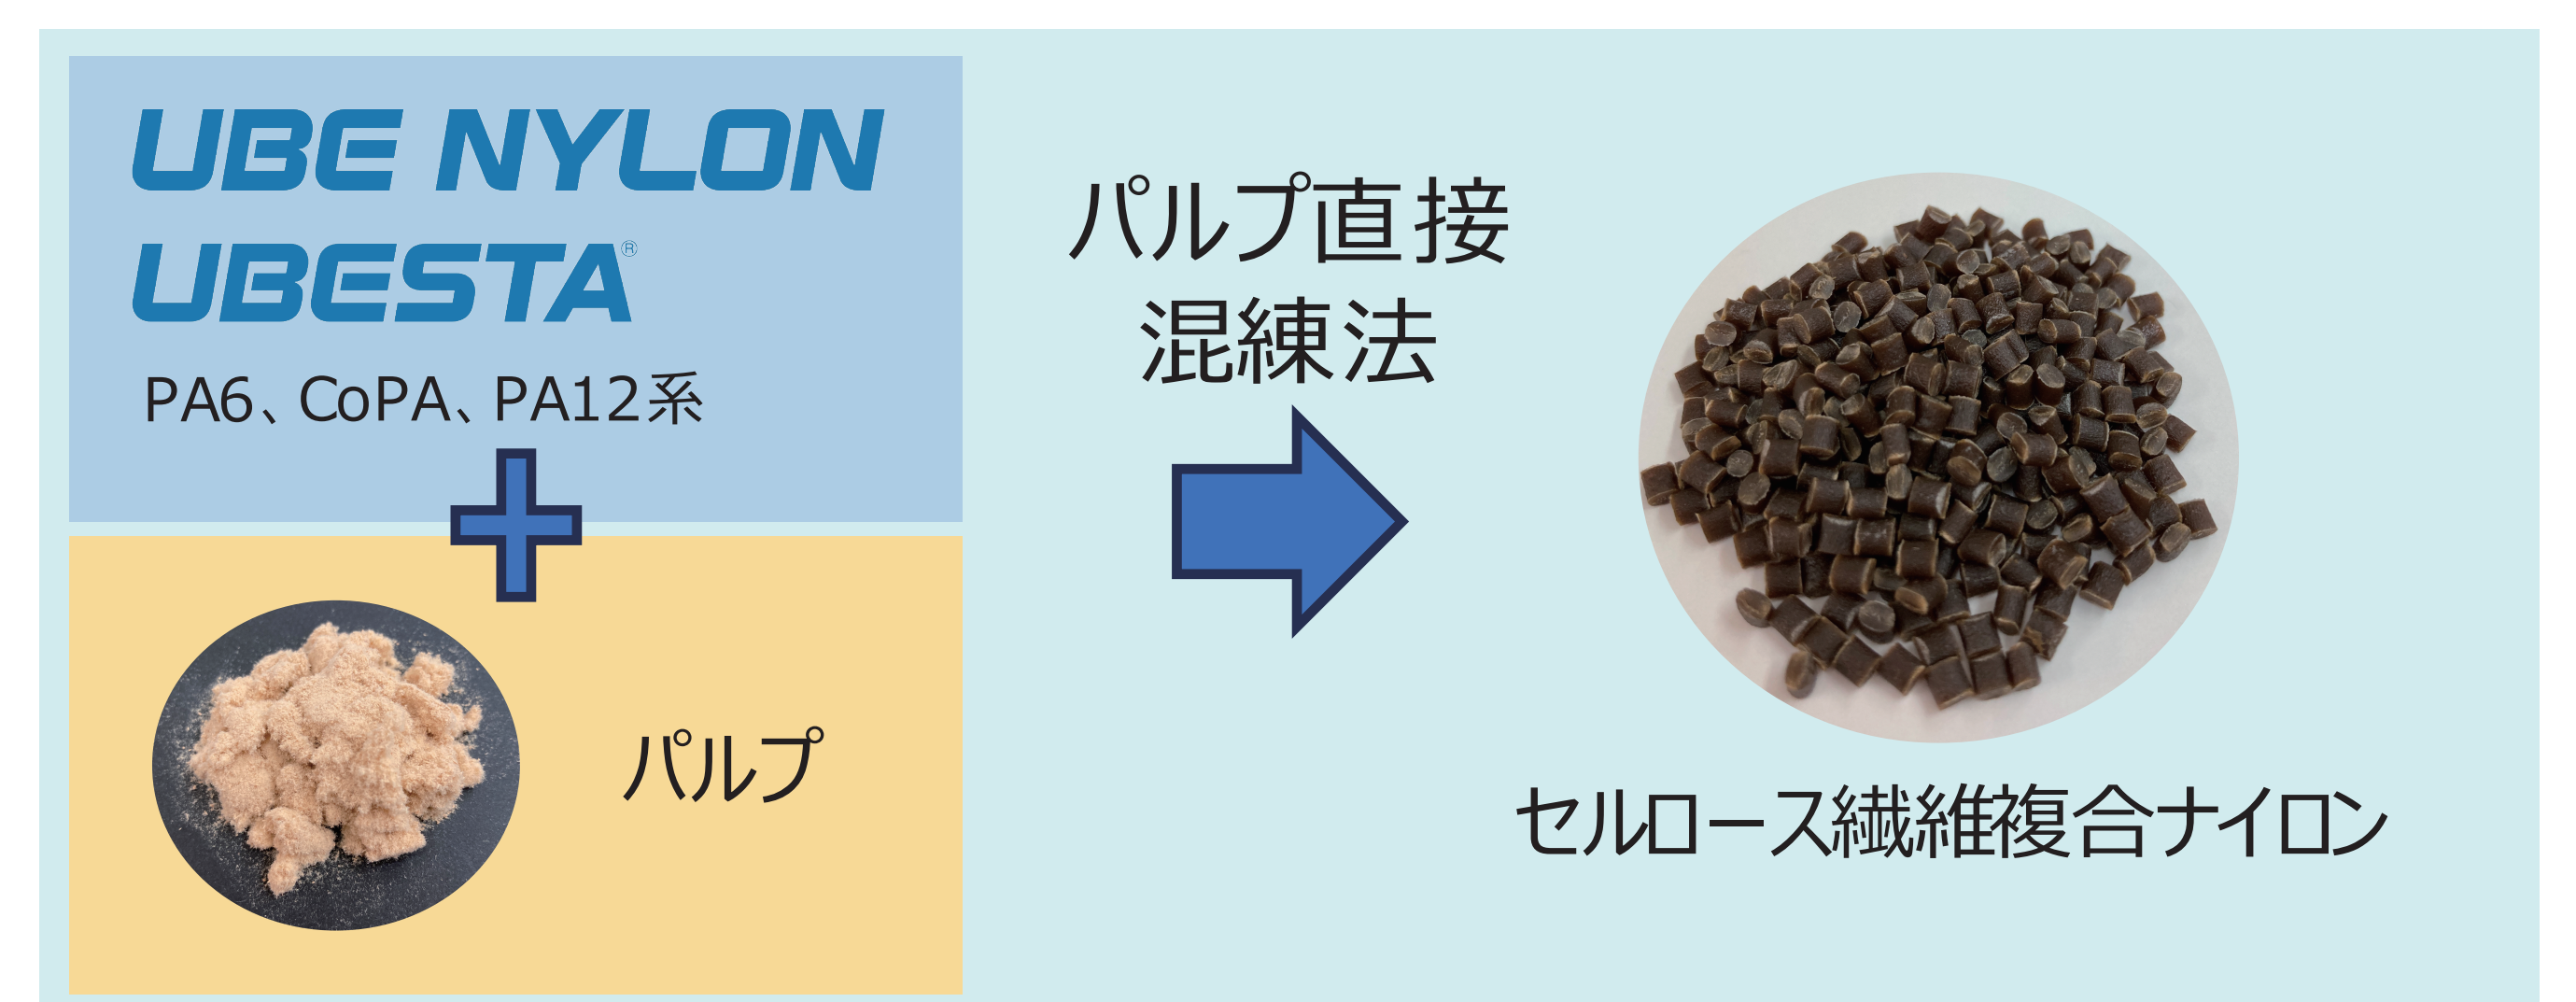 UBE NYLON
UBESTA®
PA6、CoPA、PA12系
パルプ
パルプ直接
混練法
セルロース繊維複合ナイロン